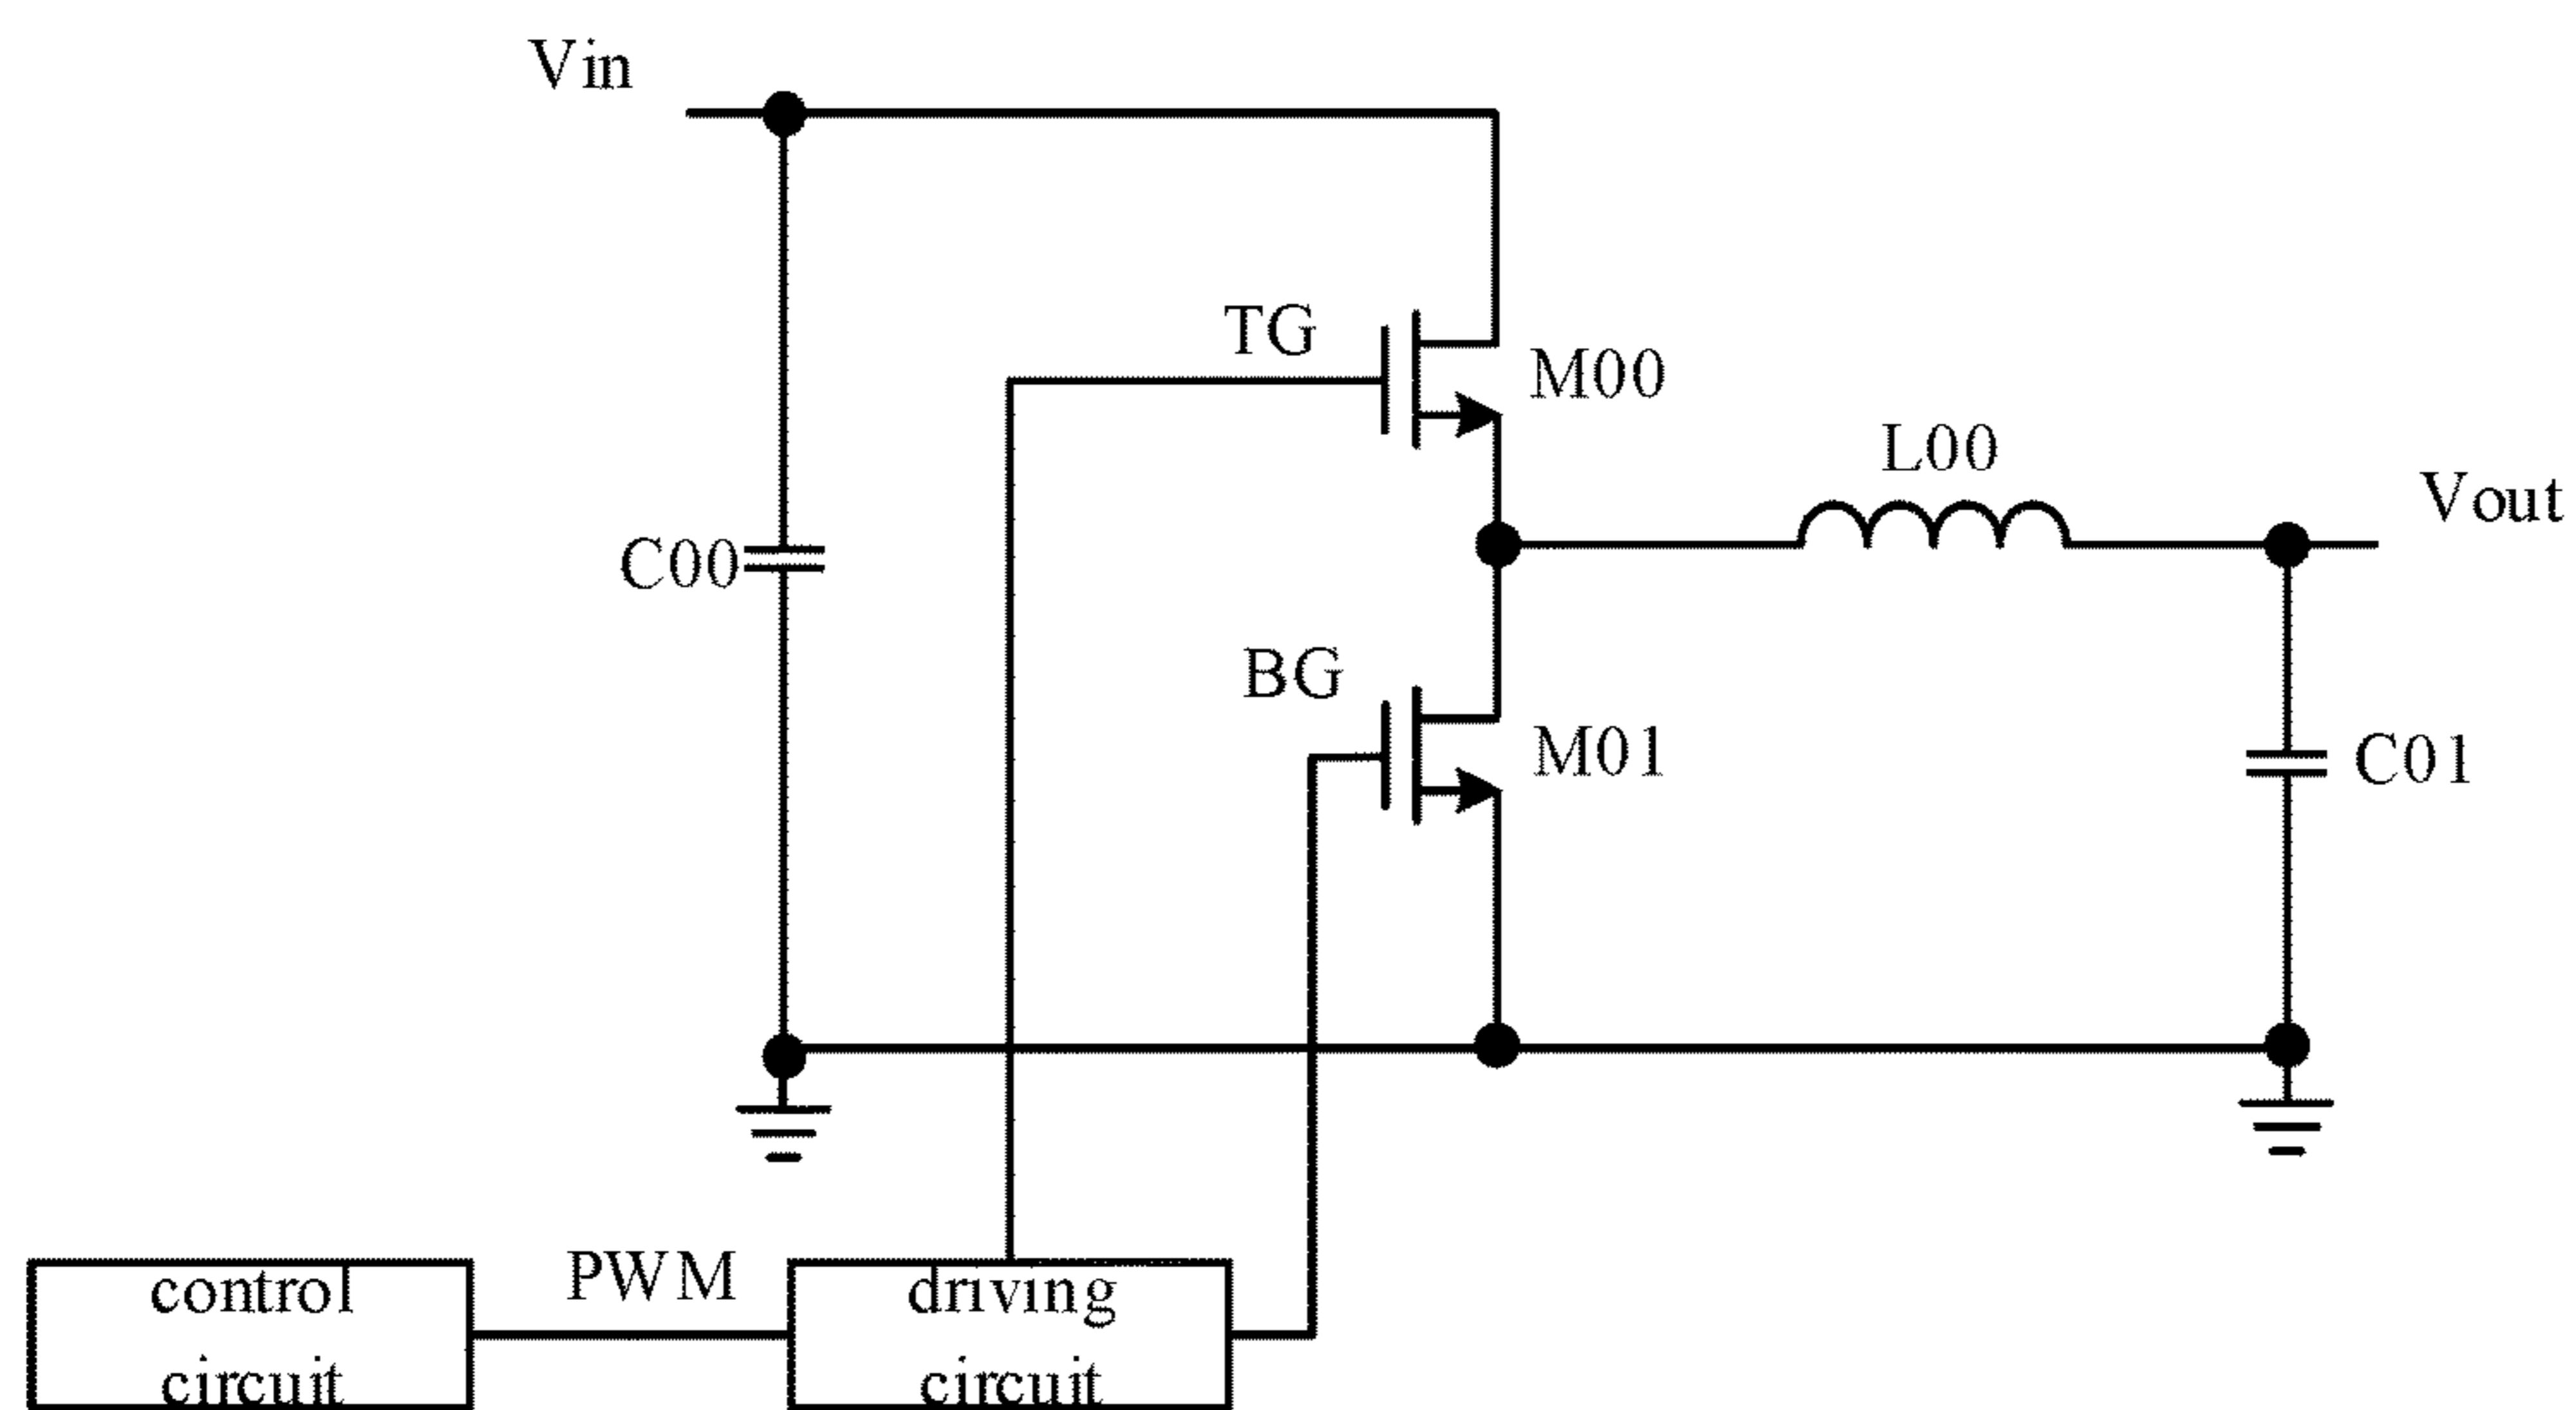 Vin
TG
M00
L00
Vout
C00
BG
M01
C01
PWM
control
circuit
driving
circuit